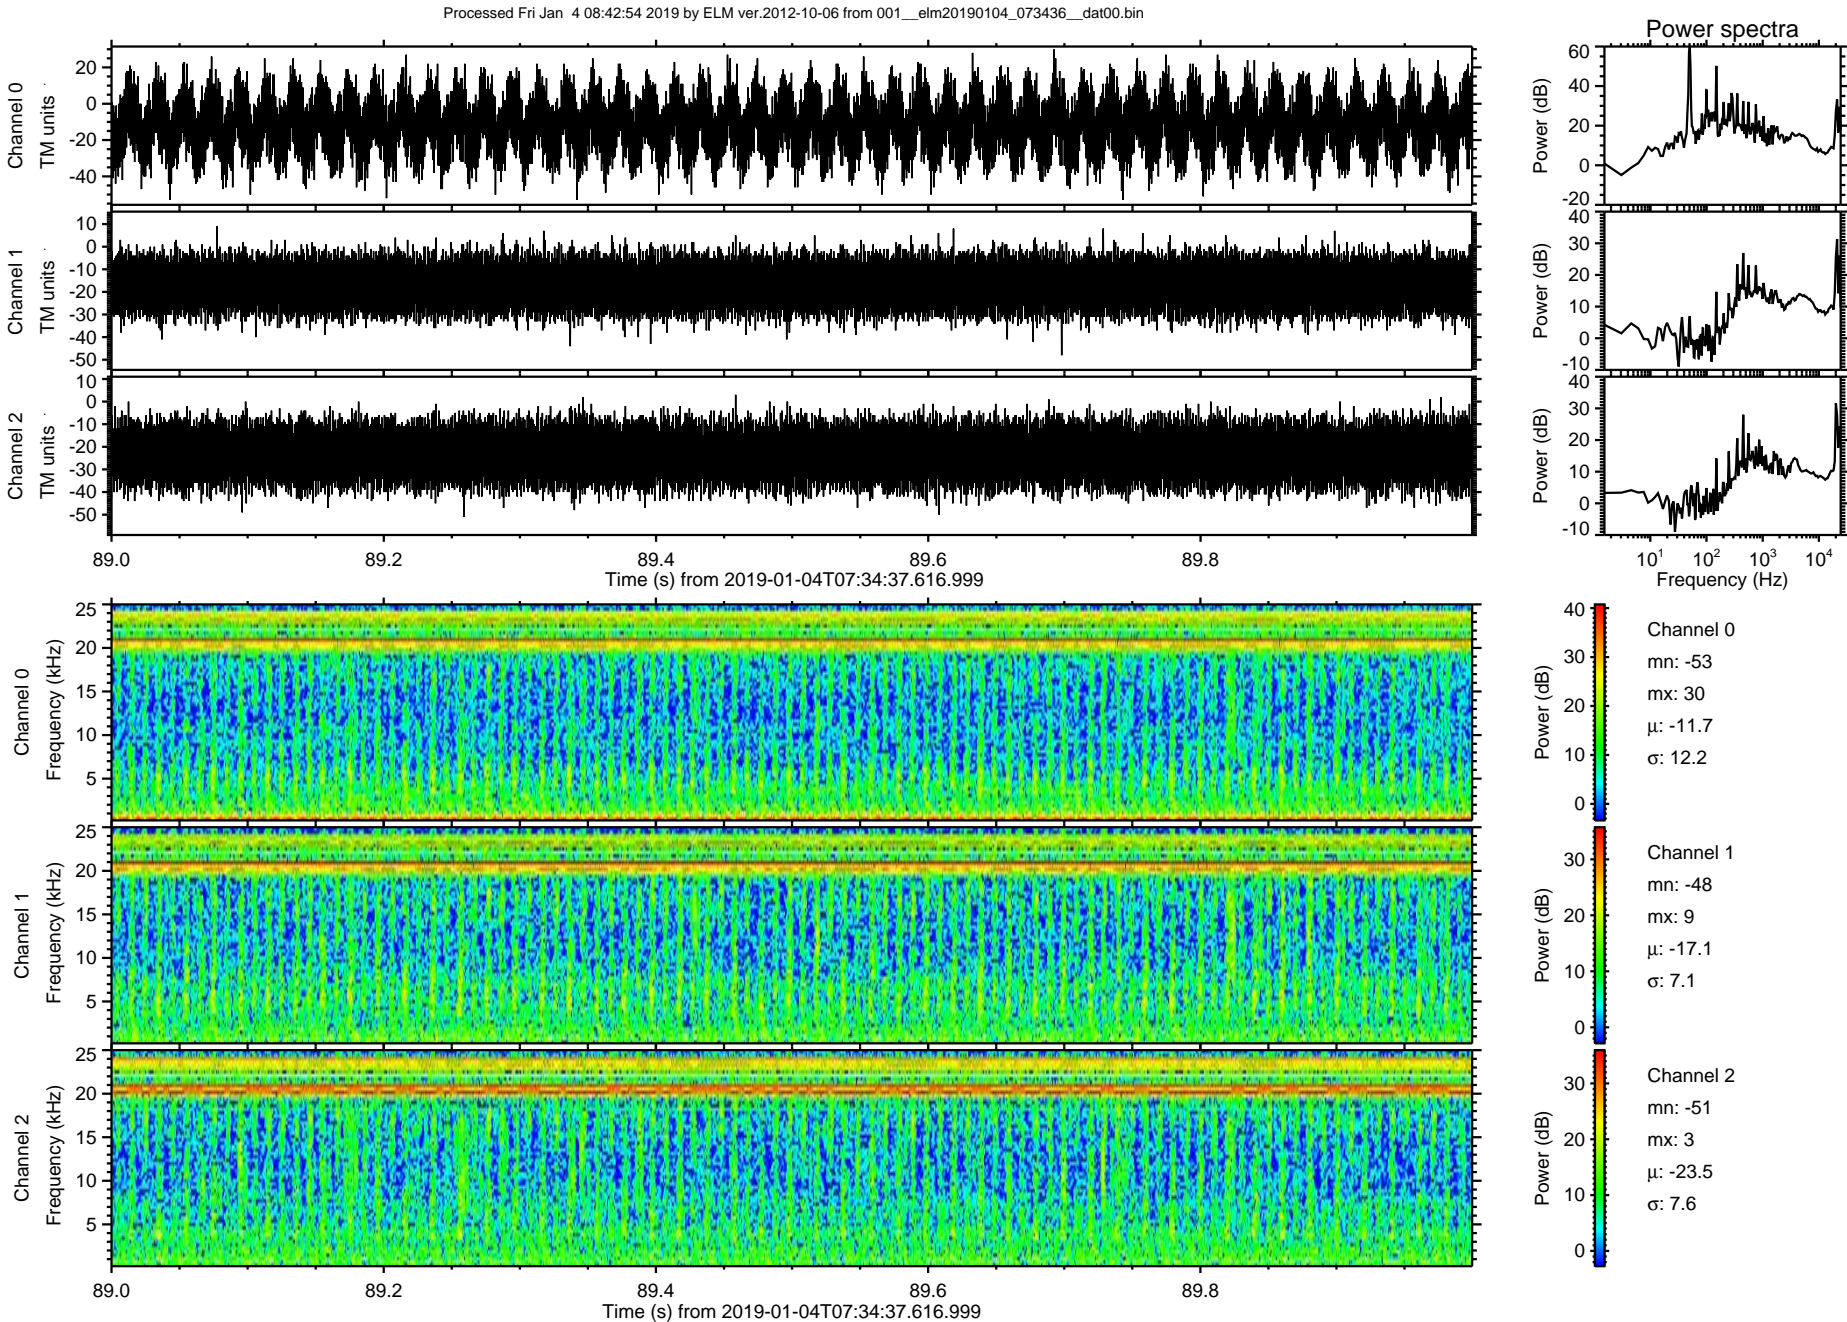 Processed Fri Jan  4 08:42:54 2019 by ELM ver.2012-10-06 from 001__elm20190104_073436__dat00.bin
Power spectra
Channel 0
TM units
20
0
-20
-40
Power (dB)
60
40
20
0
-20
Channel 1
TM units
10
0
-10
-20
-30
-40
-50
Power (dB)
40
30
20
10
0
-10
Channel 2
TM units
10
0
-10
-20
-30
-40
-50
Power (dB)
40
30
20
10
0
-10
89.0 89.2 89.4 89.6 89.8
Time (s) from 2019-01-04T07:34:37.616.999
10¹ 10² 10³ 10⁴
Frequency (Hz)
Channel 0
Frequency (kHz)
25
20
15
10
5
Power (dB)
40
30
20
10
0
Channel 0
mn: -53
mx: 30
μ: -11.7
σ: 12.2
Channel 1
Frequency (kHz)
25
20
15
10
5
Power (dB)
30
20
10
0
Channel 1
mn: -48
mx: 9
μ: -17.1
σ: 7.1
Channel 2
Frequency (kHz)
25
20
15
10
5
Power (dB)
30
20
10
0
Channel 2
mn: -51
mx: 3
μ: -23.5
σ: 7.6
89.0 89.2 89.4 89.6 89.8
Time (s) from 2019-01-04T07:34:37.616.999